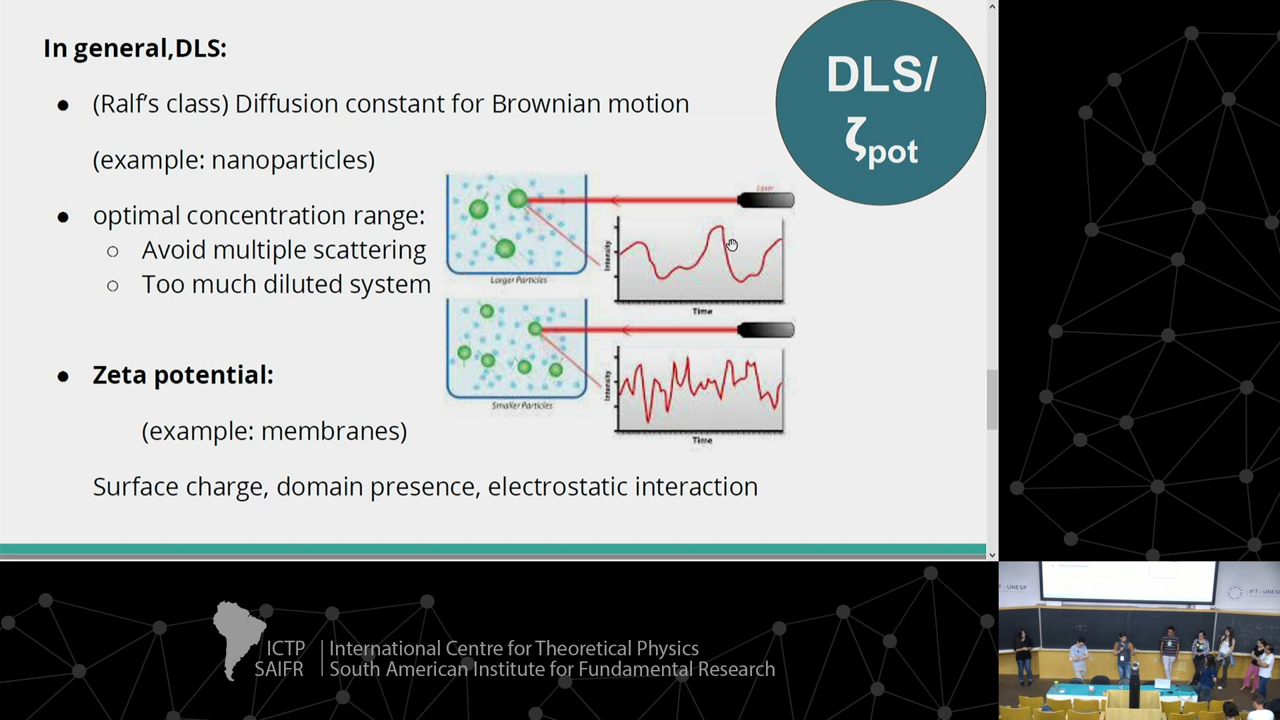 In general,DLS:
● (Ralf's class) Diffusion constant for Brownian motion
(example: nanoparticles)
● optimal concentration range:
○ Avoid multiple scattering
○ Too much diluted system
● Zeta potential:
(example: membranes)
Surface charge, domain presence, electrostatic interaction
DLS/
ζpot
Laser
Intensity
Larger Particles
Time
Intensity
Smaller Particles
Time
ICTP
SAIFR
International Centre for Theoretical Physics
South American Institute for Fundamental Research
IFT - UNESP